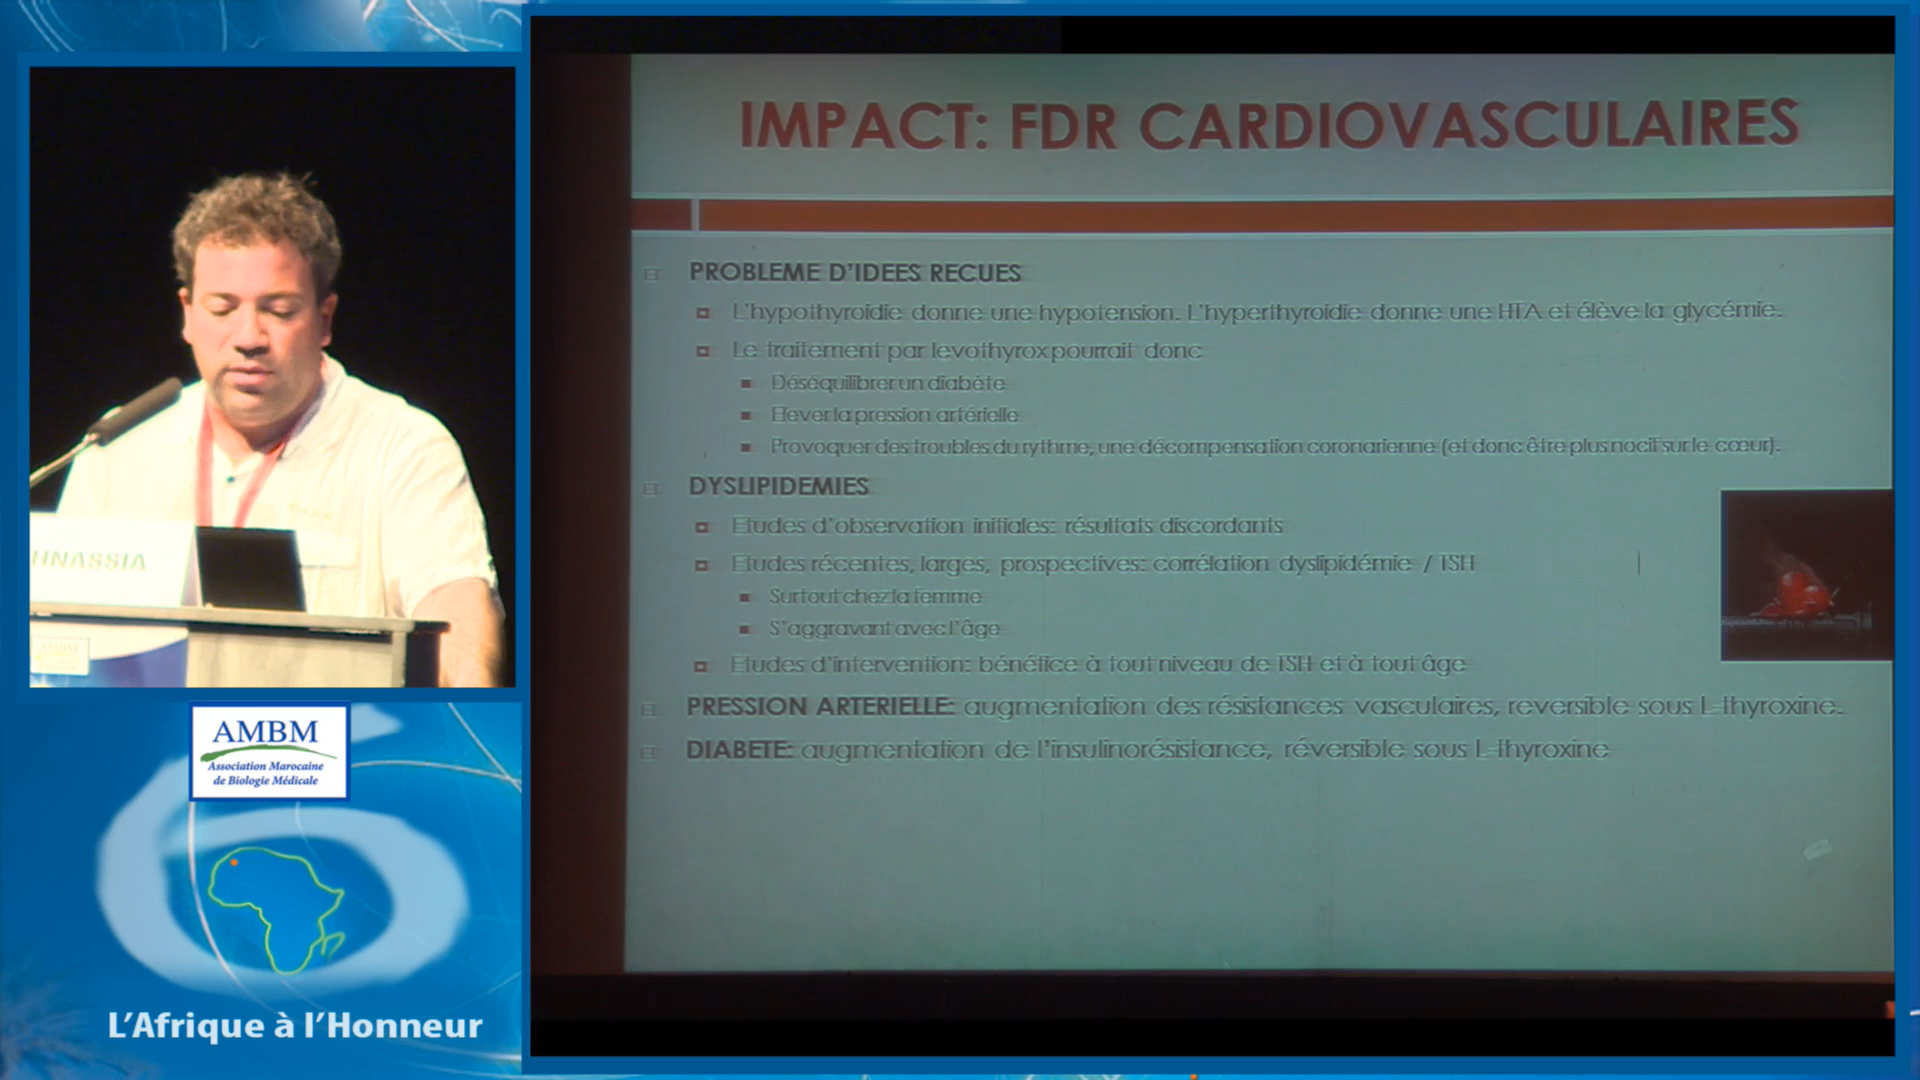 IMPACT: FDR CARDIOVASCULAIRES
PROBLEME D'IDEES RECUES
L'hypothyroidie donne une hypotension. L'hyperthyroidie donne une HTA et élève la glycémie.
Le traitement par levothyrox pourrait donc
Déséquilibrer un diabète
Elever la pression artérielle
Provoquer des troubles du rythme, une décompensation coronarienne (et donc être plus nocif sur le cœur).
DYSLIPIDEMIES
Etudes d'observation initiales: résultats discordants
Etudes récentes, larges, prospectives: corrélation dyslipidémie / TSH
Surtout chez la femme
S'aggravant avec l'âge
Etudes d'intervention: bénéfice à tout niveau de TSH et à tout âge
PRESSION ARTERIELLE: augmentation des résistances vasculaires, reversible sous L-thyroxine.
DIABETE: augmentation de l'insulinorésistance, réversible sous L-thyroxine
HNASSIA
AMBM
AMBM
Association Marocaine
de Biologie Médicale
L'Afrique à l'Honneur